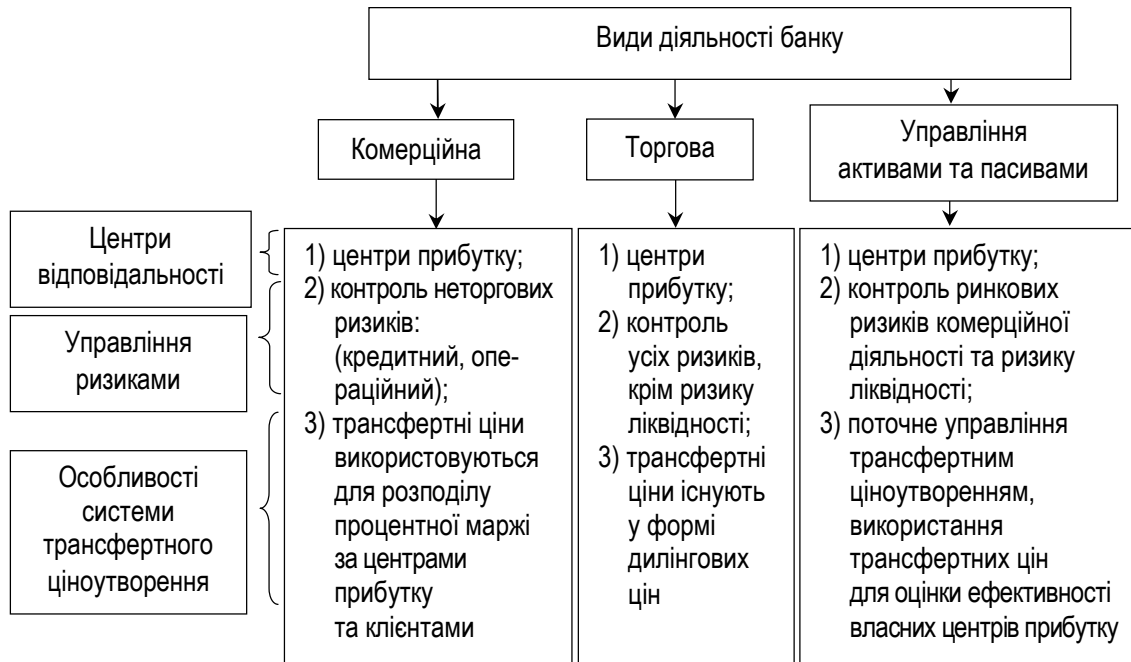 Види діяльності банку
Комерційна
Торгова
Управління
активами та пасивами
Центри
відповідальності
Управління
ризиками
Особливості
системи
трансфертного
ціноутворення
1) центри прибутку;
2) контроль неторгових
ризиків:
(кредитний, опе-
раційний);
3) трансфертні ціни
використовуються
для розподілу
процентної маржі
за центрами
прибутку
та клієнтами
1) центри
прибутку;
2) контроль
усіх ризиків,
крім ризику
ліквідності;
3) трансфертні
ціни існують
у формі
дилінгових
цін
1) центри прибутку;
2) контроль ринкових
ризиків комерційної
діяльності та ризику
ліквідності;
3) поточне управління
трансфертним
ціноутворенням,
використання
трансфертних цін
для оцінки ефективності
власних центрів прибутку